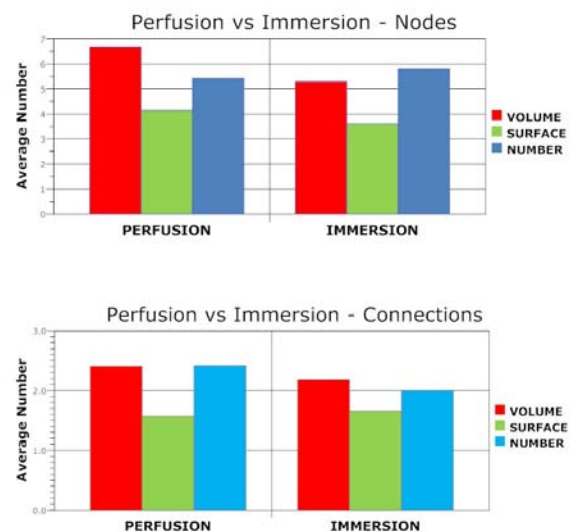 Perfusion vs Immersion - Nodes
7
6
5
4
3
2
1
0
Average Number
PERFUSION
IMMERSION
VOLUME
SURFACE
NUMBER
Perfusion vs Immersion - Connections
3.0
2.0
1.0
0.0
Average Number
PERFUSION
IMMERSION
VOLUME
SURFACE
NUMBER